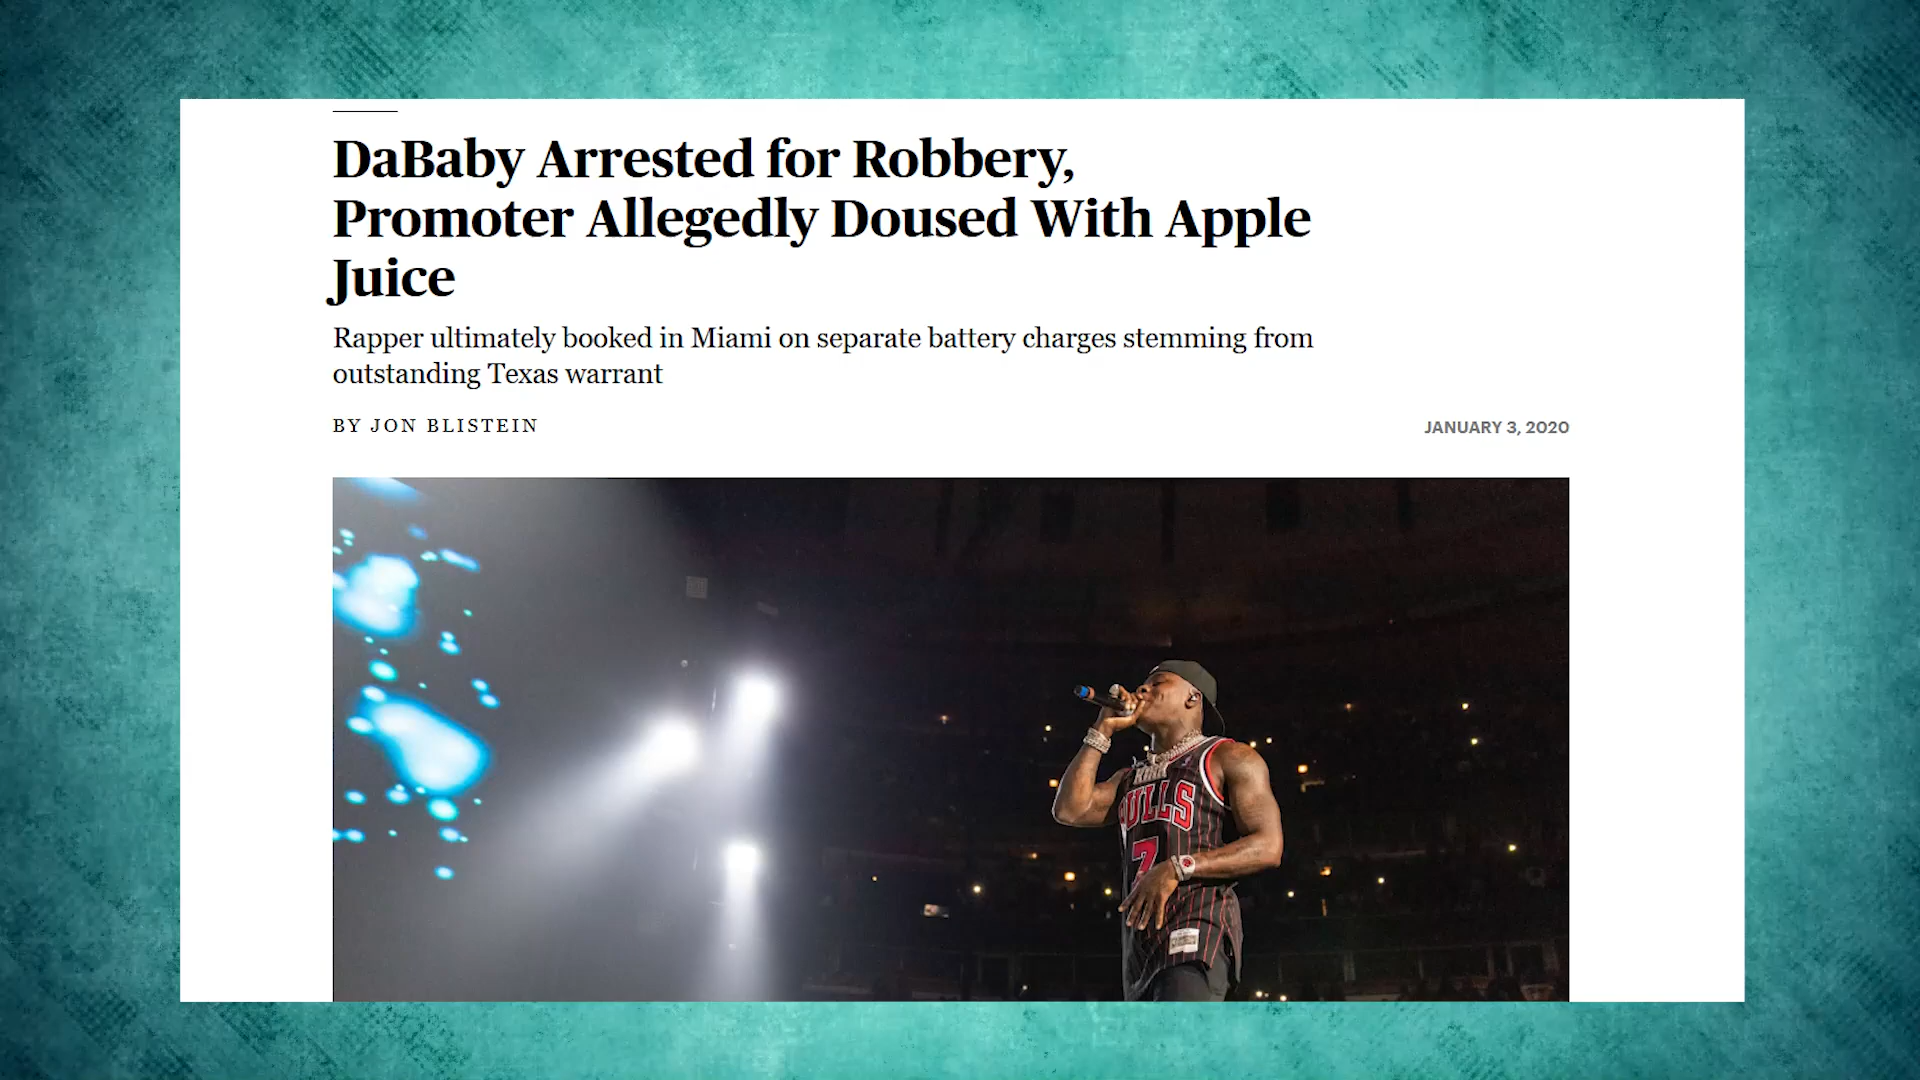 DaBaby Arrested for Robbery,
Promoter Allegedly Doused With Apple
Juice
Rapper ultimately booked in Miami on separate battery charges stemming from
outstanding Texas warrant
BY JON BLISTEIN
JANUARY 3, 2020
BULLS
7